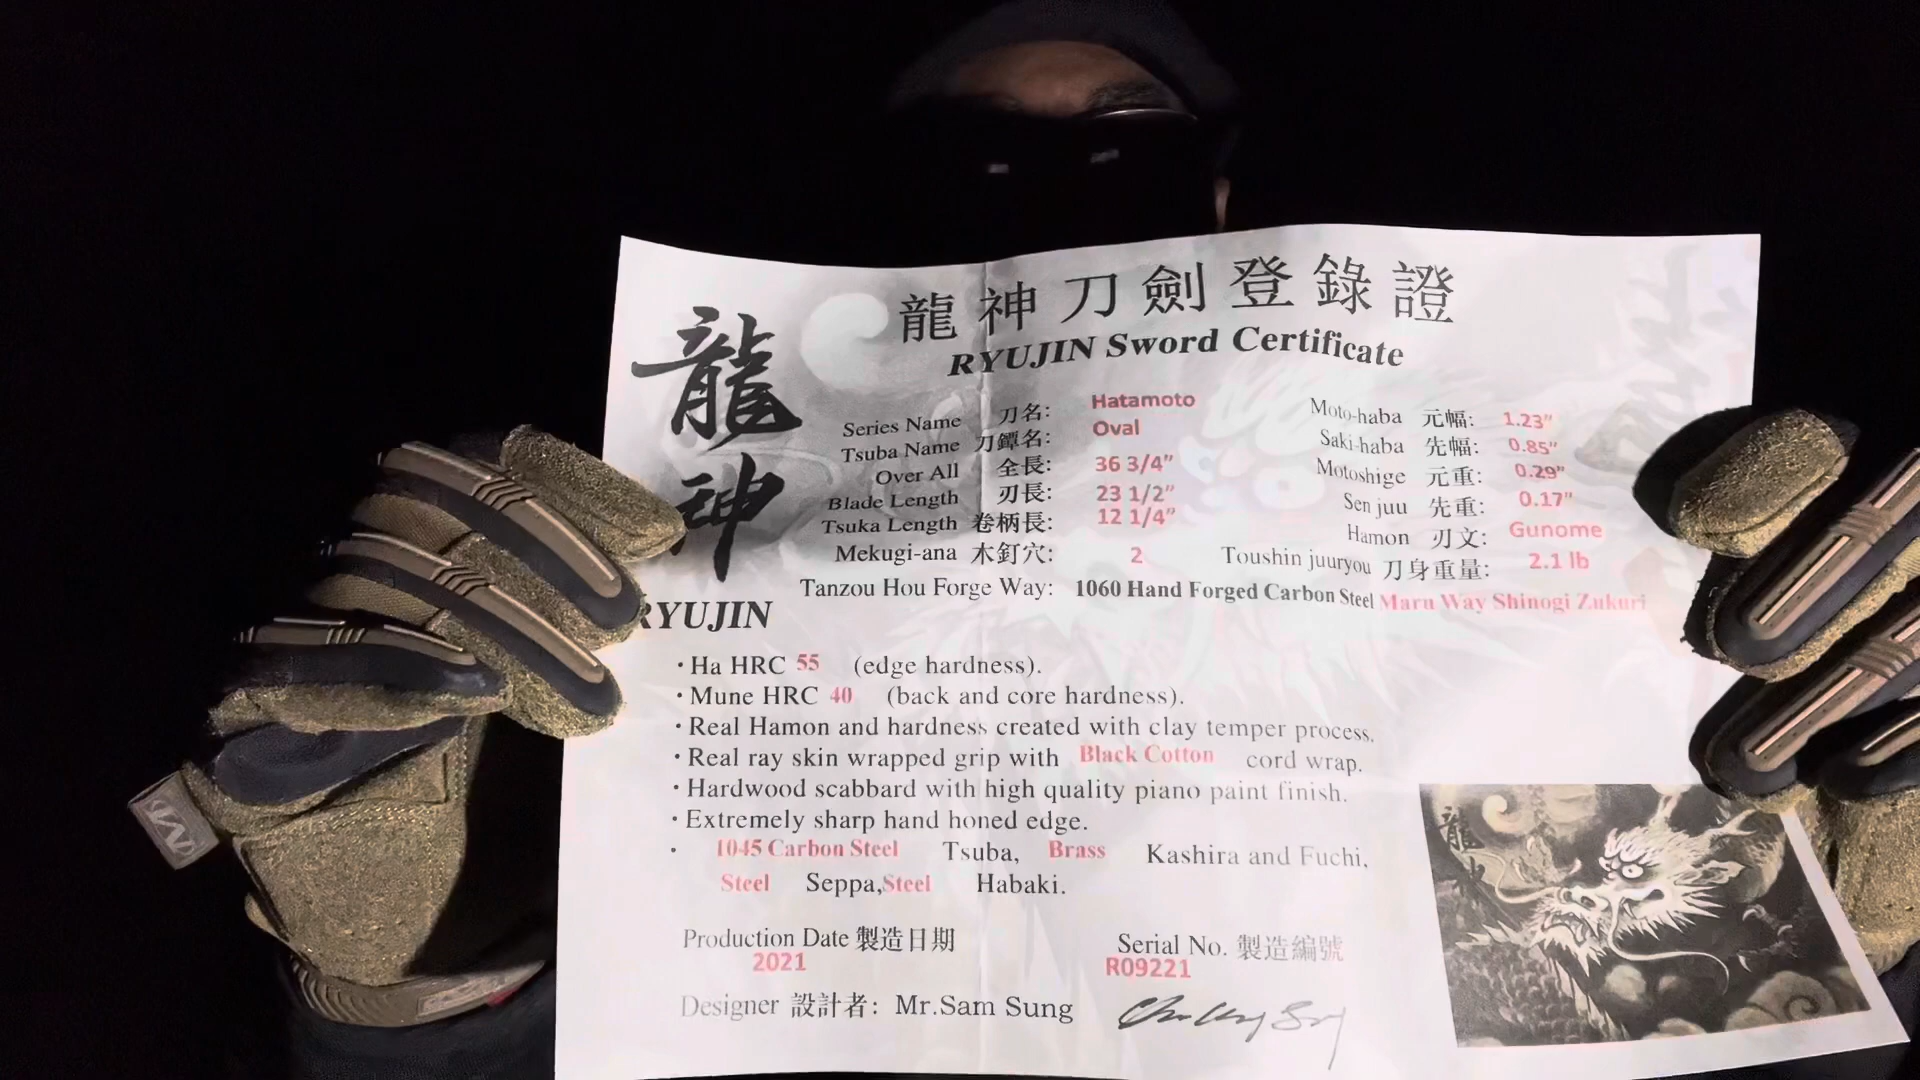 龍神刀劍登錄證
RYUJIN Sword Certificate
龍神
RYUJIN
Series Name 刀名: Hatamoto
Tsuba Name 刀鐔名: Oval
Over All 全長: 36 3/4"
Blade Length 刃長: 23 1/2"
Tsuka Length 卷柄長: 12 1/4"
Mekugi-ana 木釘穴: 2
Moto-haba 元幅: 1.23"
Saki-haba 先幅: 0.85"
Motoshige 元重: 0.29"
Sen juu 先重: 0.17"
Hamon 刃文: Gunome
Toushin juuryou 刀身重量: 2.1 lb
Tanzou Hou Forge Way: 1060 Hand Forged Carbon Steel Maru Way Shinogi Zukuri
· Ha HRC 55 (edge hardness).
· Mune HRC 40 (back and core hardness).
· Real Hamon and hardness created with clay temper process.
· Real ray skin wrapped grip with Black Cotton cord wrap.
· Hardwood scabbard with high quality piano paint finish.
· Extremely sharp hand honed edge.
· 1045 Carbon Steel Tsuba, Brass Kashira and Fuchi,
Steel Seppa, Steel Habaki.
Production Date 製造日期
2021
Serial No. 製造編號
R09221
Designer 設計者: Mr.Sam Sung